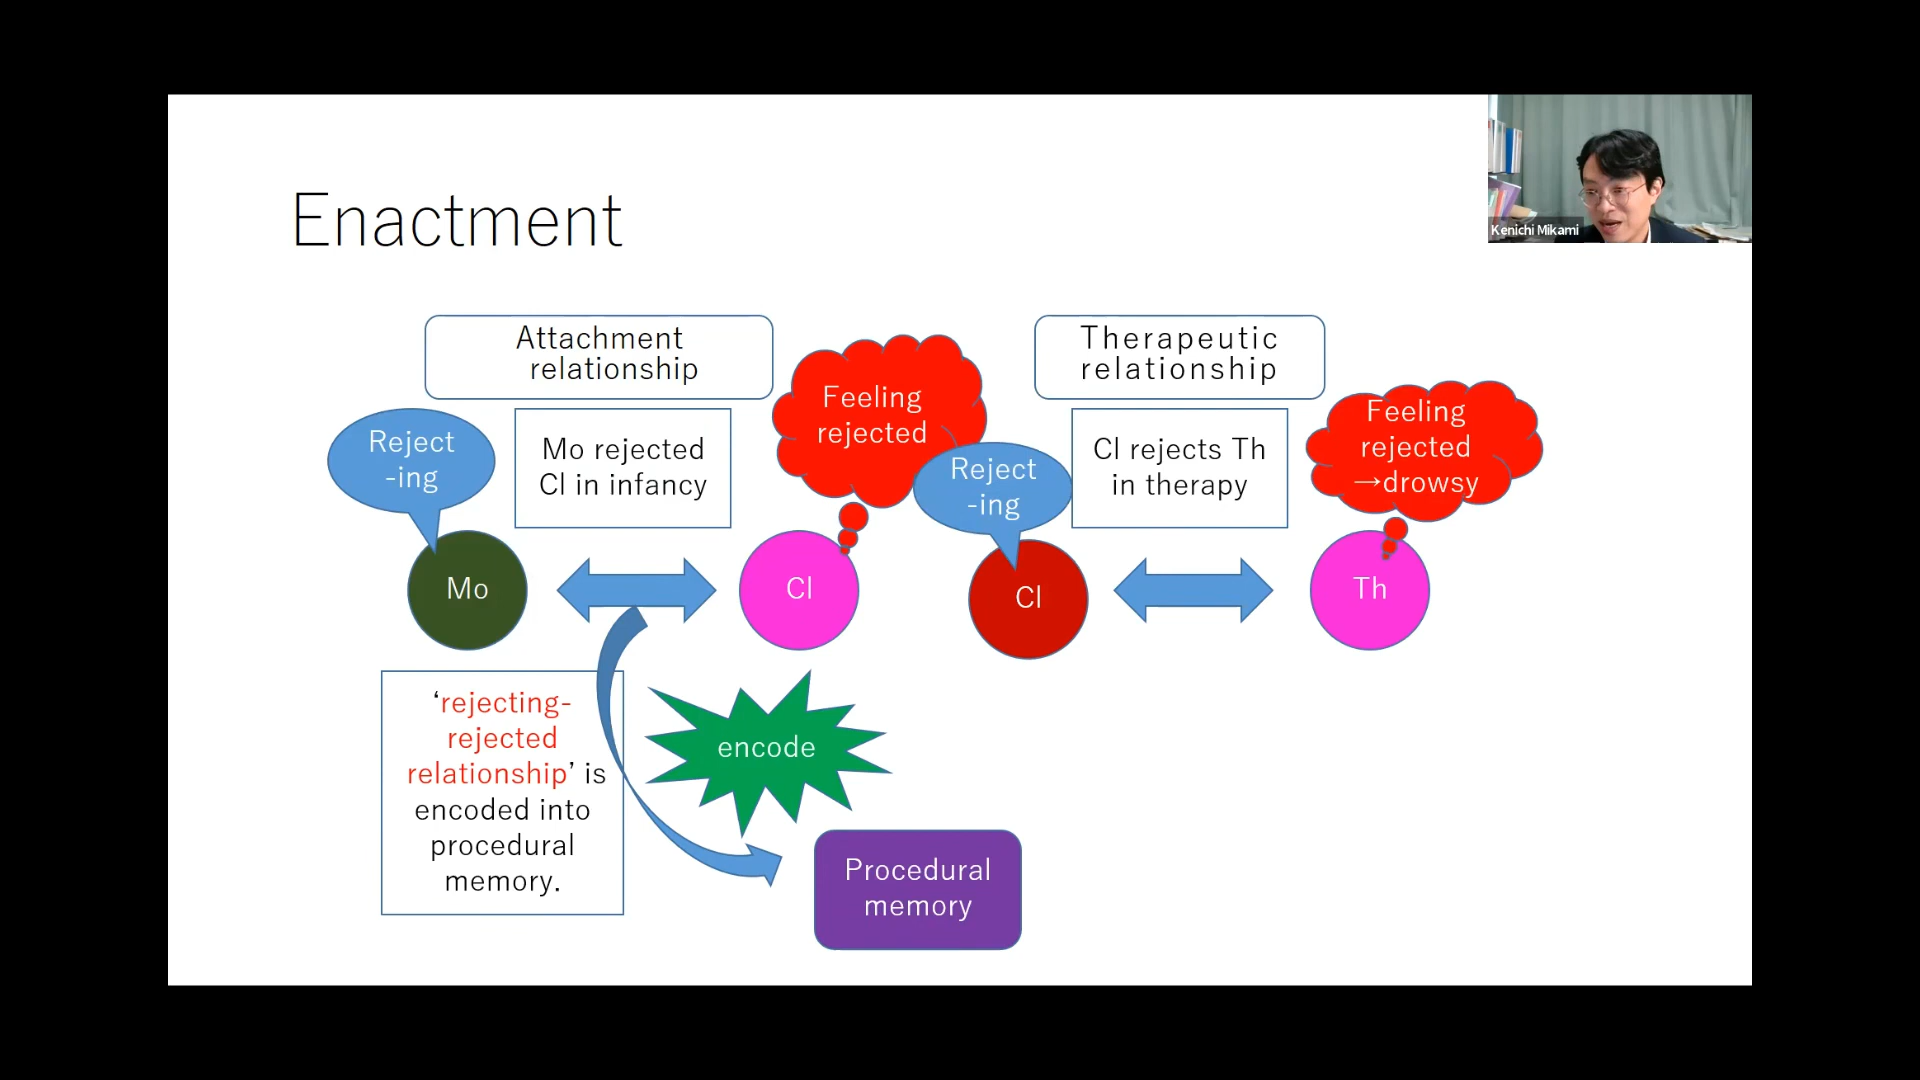 Enactment
Kenichi Mikami
Attachment
relationship
Therapeutic
relationship
Reject
-ing
Mo rejected
Cl in infancy
Feeling
rejected
Reject
-ing
Cl rejects Th
in therapy
Feeling
rejected
→drowsy
Mo
Cl
Cl
Th
‘rejecting-
rejected
relationship’ is
encoded into
procedural
memory.
encode
Procedural
memory